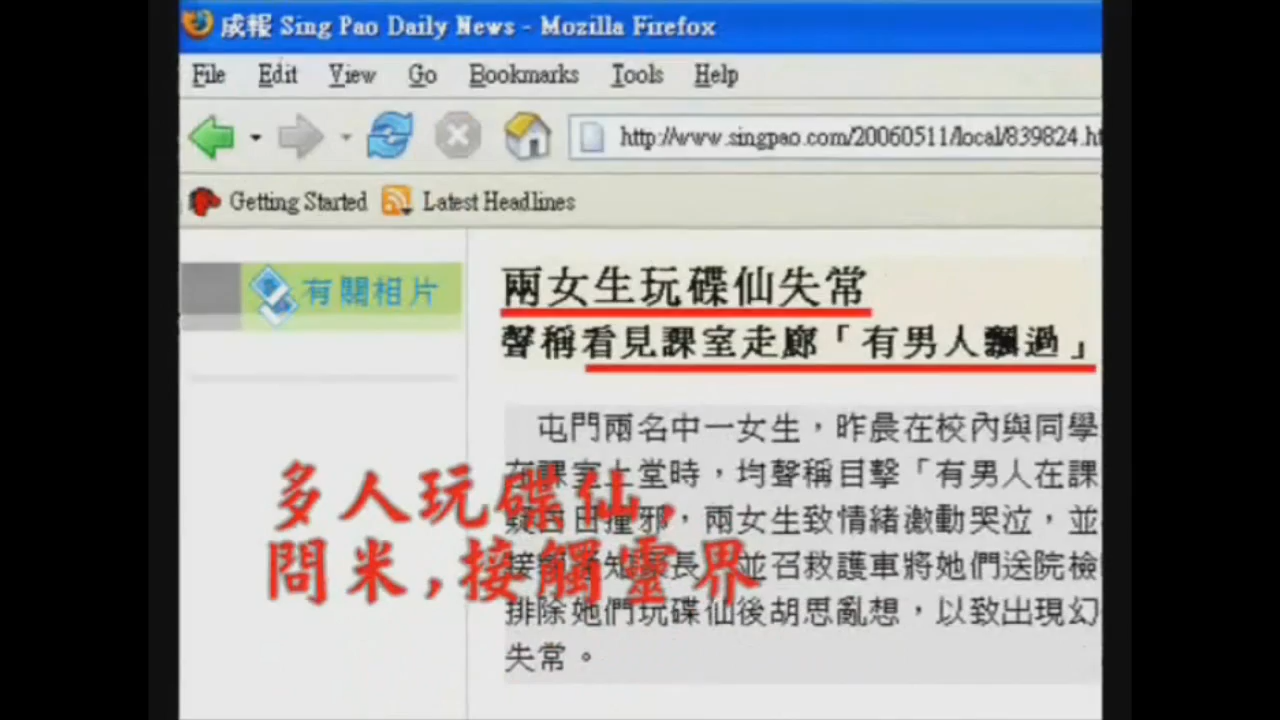 成報 Sing Pao Daily News - Mozilla Firefox
File Edit View Go Bookmarks Tools Help
http://www.singpao.com/20060511/local/839824.ht
Getting Started Latest Headlines
有關相片
兩女生玩碟仙失常
聲稱看見課室走廊「有男人飄過」
屯門兩名中一女生，昨晨在校內與同學
在課室上堂時，均聲稱目擊「有男人在課
疑白日撞邪，兩女生致情緒激動哭泣，並
知 長 並召救護車將她們送院檢
排除她們玩碟仙後胡思亂想，以致出現幻
失常。
多人玩碟仙,
問米,接觸靈界